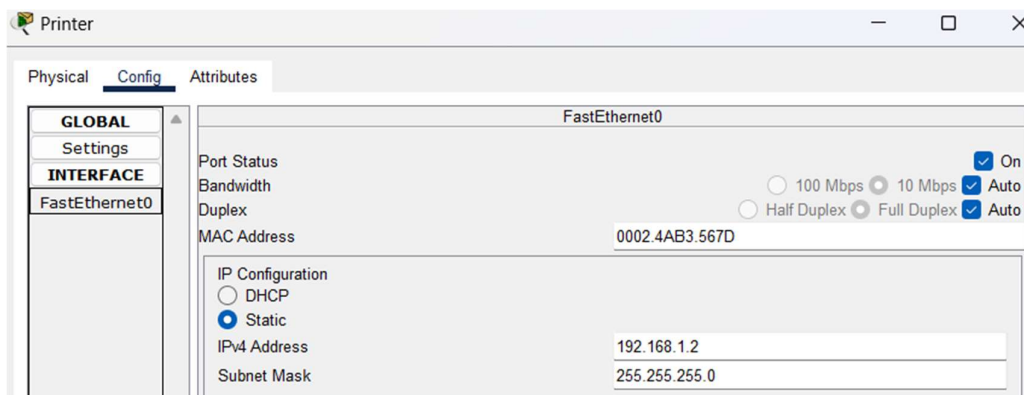 Printer
Physical Config Attributes
GLOBAL
Settings
INTERFACE
FastEthernet0
FastEthernet0
Port Status On
Bandwidth 100 Mbps 10 Mbps Auto
Duplex Half Duplex Full Duplex Auto
MAC Address 0002.4AB3.567D
IP Configuration
DHCP
Static
IPv4 Address 192.168.1.2
Subnet Mask 255.255.255.0